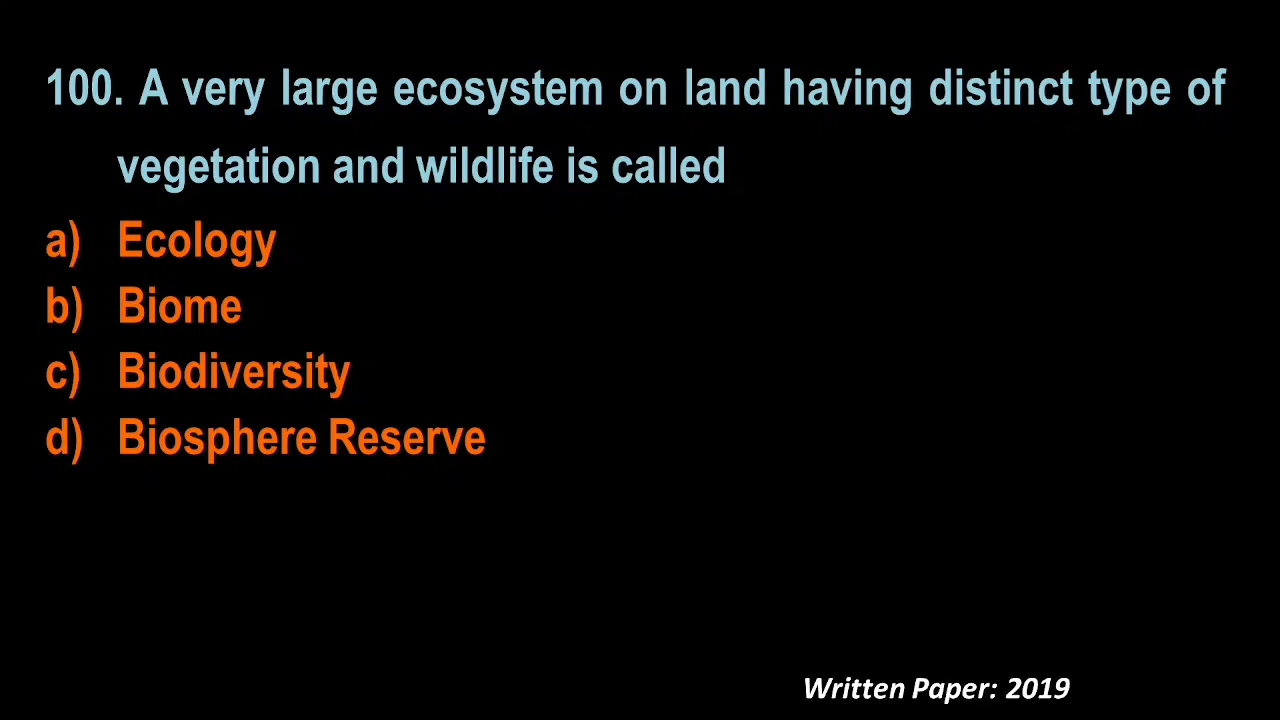 100. A very large ecosystem on land having distinct type of
vegetation and wildlife is called
a) Ecology
b) Biome
c) Biodiversity
d) Biosphere Reserve
Written Paper: 2019